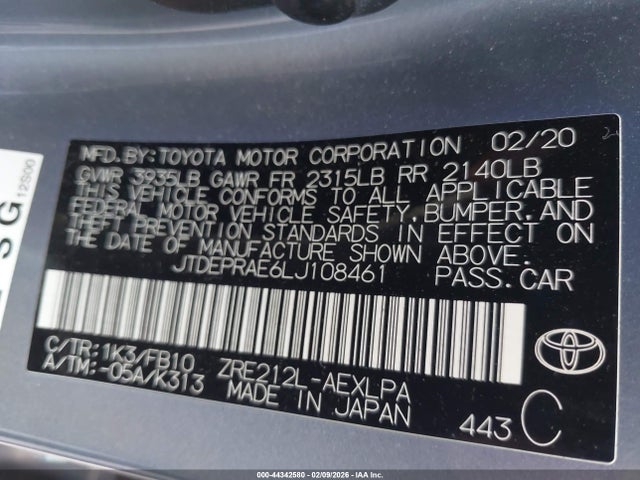 MFD.BY:TOYOTA MOTOR CORPORATION 02/20
GVWR 3935LB GAWR FR 2315LB RR 2140LB
THIS VEHICLE CONFORMS TO ALL APPLICABLE
FEDERAL MOTOR VEHICLE SAFETY,BUMPER,AND
THEFT PREVENTION STANDARDS IN EFFECT ON
THE DATE OF MANUFACTURE SHOWN ABOVE.
JTDEPRAE6LJ108461 PASS.CAR
C/TR:1K3/FB10 ZRE212L-AEXLPA
A/TM:-05A/K313 MADE IN JAPAN
443 C
SG
12300
000-44342580 | 02/09/2026 - IAA Inc.